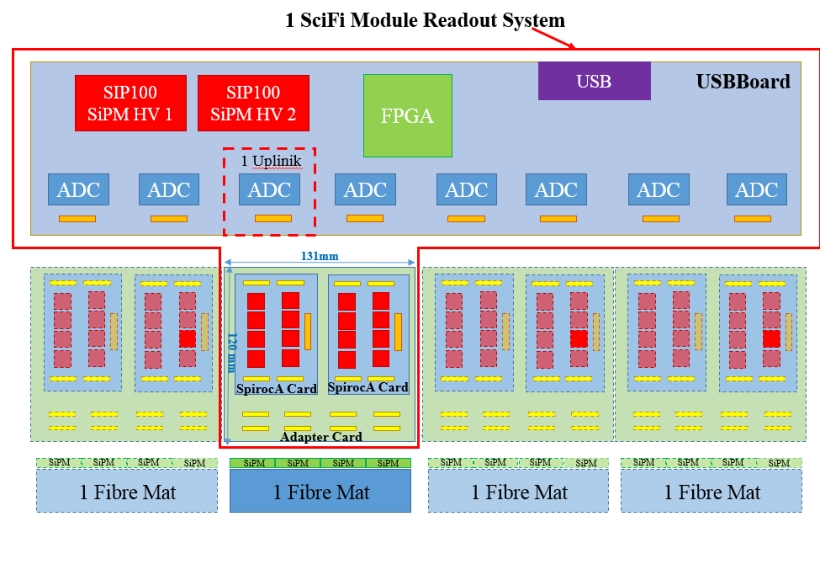 1 SciFi Module Readout System
SIP100
SiPM HV 1
SIP100
SiPM HV 2
FPGA
USB
USBBoard
1 Uplinik
ADC
ADC
ADC
ADC
ADC
ADC
ADC
ADC
131mm
120 mm
SpirocA Card
SpirocA Card
Adapter Card
SiPM SiPM SiPM SiPM
SiPM SiPM SiPM SiPM
SiPM SiPM SiPM SiPM
SiPM SiPM SiPM SiPM
1 Fibre Mat
1 Fibre Mat
1 Fibre Mat
1 Fibre Mat